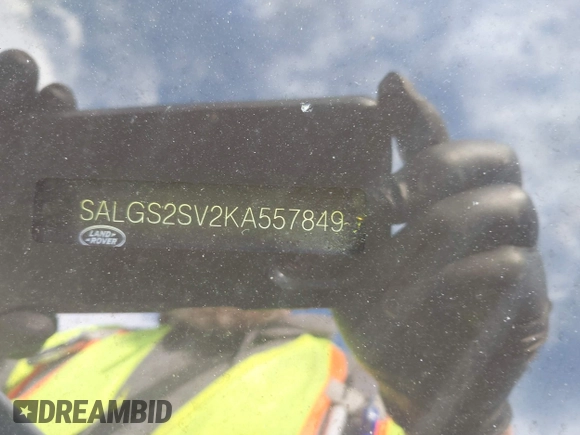 SALGS2SV2KA557849
LAND-
ROVER
DREAMBID